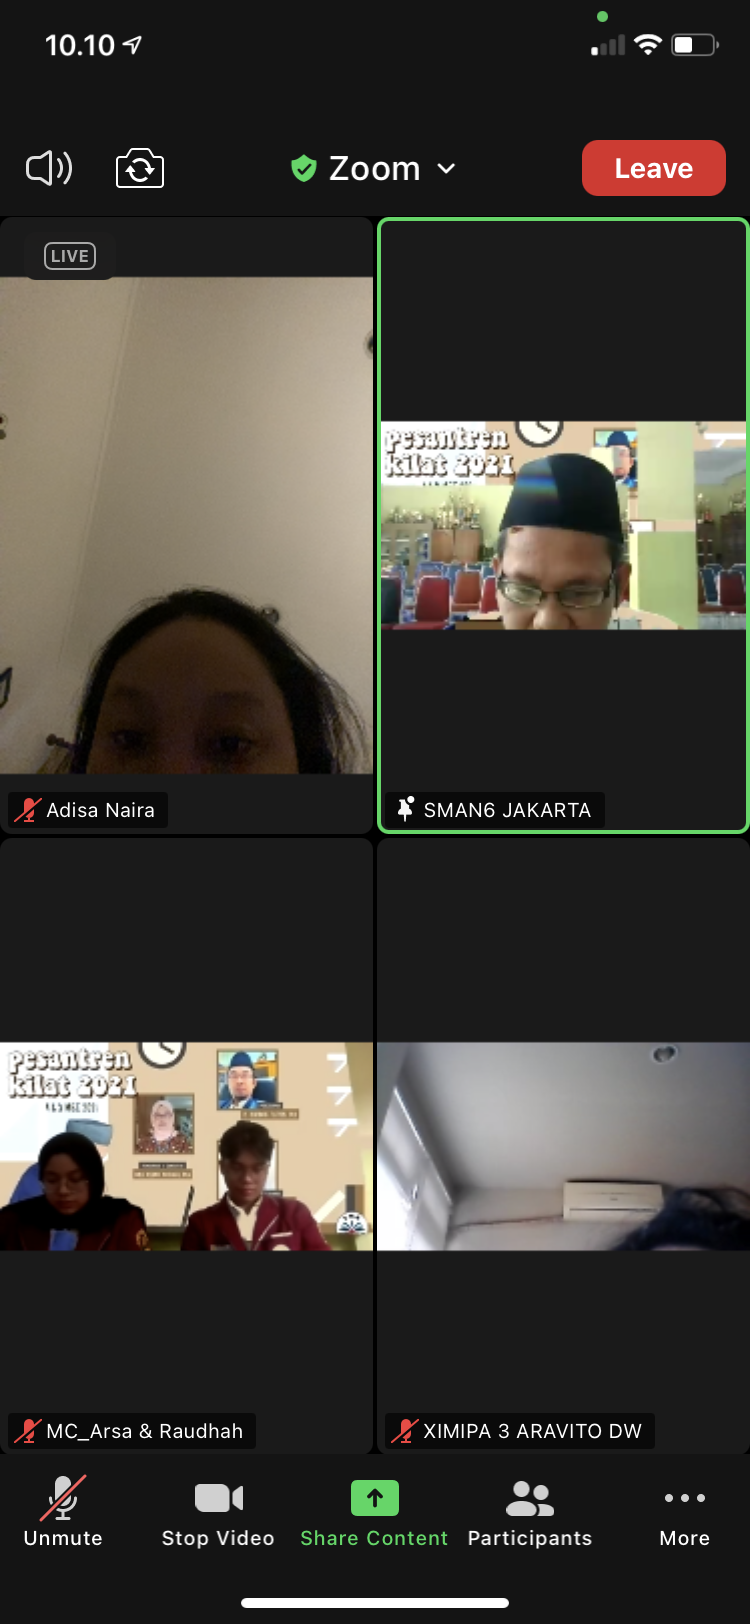 10.10
Zoom
Leave
LIVE
pesantren
kilat 2021
Adisa Naira
SMAN6 JAKARTA
pesantren
kilat 2021
MC_Arsa & Raudhah
XIMIPA 3 ARAVITO DW
Unmute
Stop Video
Share Content
Participants
More